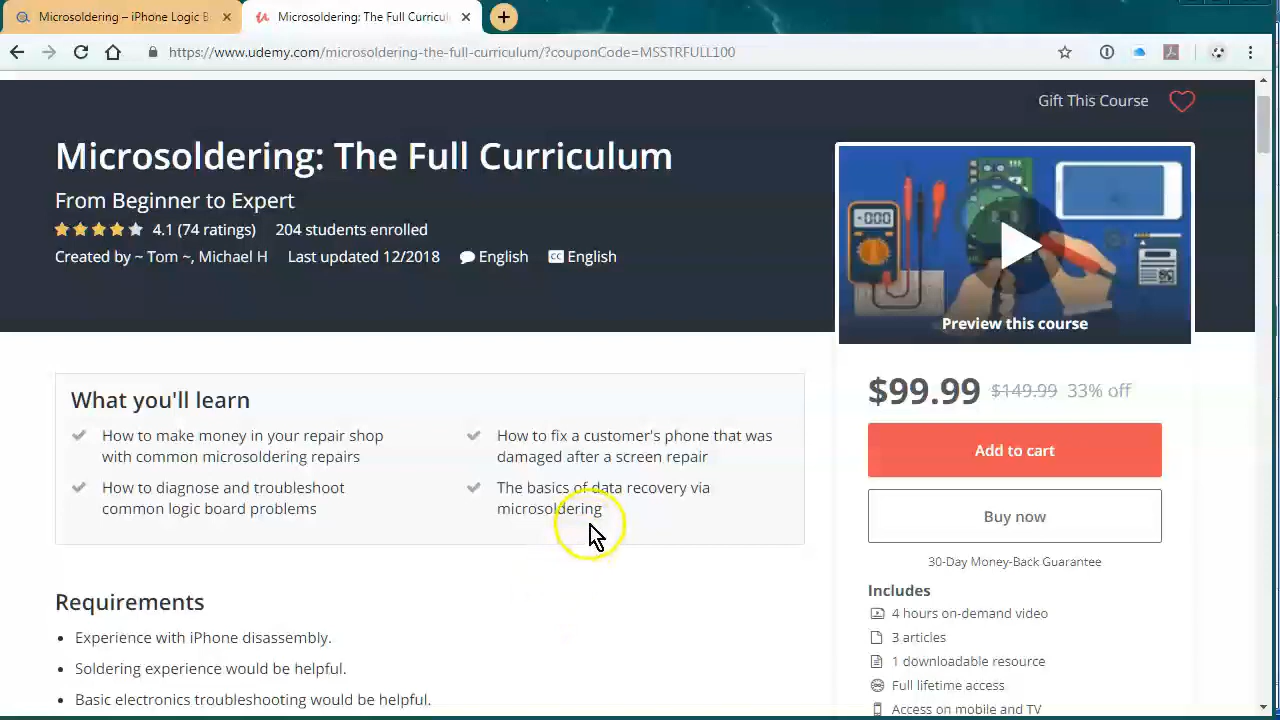 Microsoldering – iPhone Logic B
Microsoldering: The Full Curricul
https://www.udemy.com/microsoldering-the-full-curriculum/?couponCode=MSSTRFULL100
Gift This Course
Microsoldering: The Full Curriculum
From Beginner to Expert
4.1 (74 ratings) 204 students enrolled
Created by ~ Tom ~, Michael H Last updated 12/2018 English CC English
-000
Preview this course
What you'll learn
How to make money in your repair shop
with common microsoldering repairs
How to diagnose and troubleshoot
common logic board problems
How to fix a customer's phone that was
damaged after a screen repair
The basics of data recovery via
microsoldering
$99.99 $149.99 33% off
Add to cart
Buy now
30-Day Money-Back Guarantee
Includes
4 hours on-demand video
3 articles
1 downloadable resource
Full lifetime access
Access on mobile and TV
Requirements
Experience with iPhone disassembly.
Soldering experience would be helpful.
Basic electronics troubleshooting would be helpful.